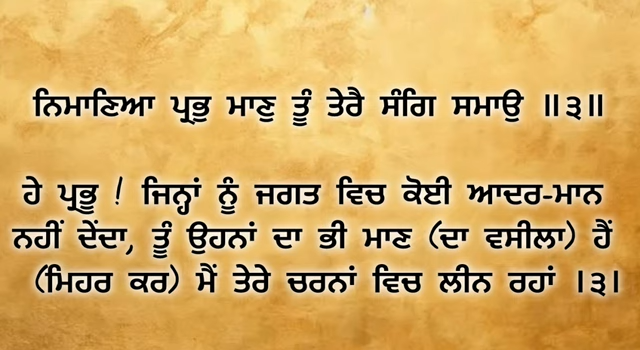 ਨਿਮਾਣਿਆ ਪ੍ਰਭੁ ਮਾਣੁ ਤੂੰ ਤੇਰੈ ਸੰਗਿ ਸਮਾਉ ॥੩॥
ਹੇ ਪ੍ਰਭੂ ! ਜਿਨ੍ਹਾਂ ਨੂੰ ਜਗਤ ਵਿਚ ਕੋਈ ਆਦਰ-ਮਾਨ
ਨਹੀਂ ਦੇਂਦਾ, ਤੂੰ ਉਹਨਾਂ ਦਾ ਭੀ ਮਾਣ (ਦਾ ਵਸੀਲਾ) ਹੈਂ
(ਮਿਹਰ ਕਰ) ਮੈਂ ਤੇਰੇ ਚਰਨਾਂ ਵਿਚ ਲੀਨ ਰਹਾਂ ।੩।